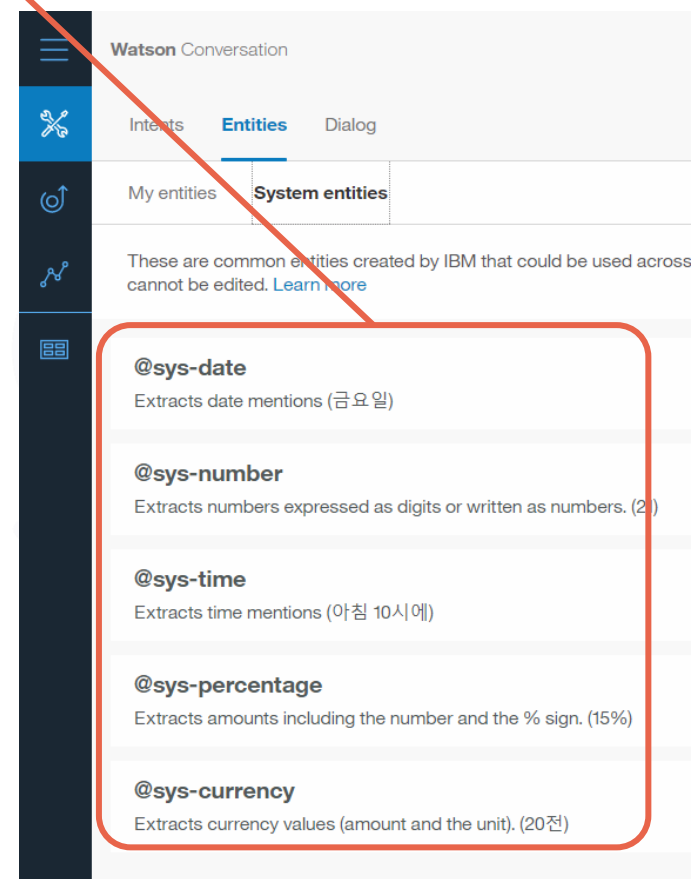 Watson Conversation
Intents Entities Dialog
My entities System entities
These are common entities created by IBM that could be used across
cannot be edited. Learn more
@sys-date
Extracts date mentions (금요일)
@sys-number
Extracts numbers expressed as digits or written as numbers.
@sys-time
Extracts time mentions (아침 10시에)
@sys-percentage
Extracts amounts including the number and the % sign. (15%)
@sys-currency
Extracts currency values (amount and the unit). (20전)